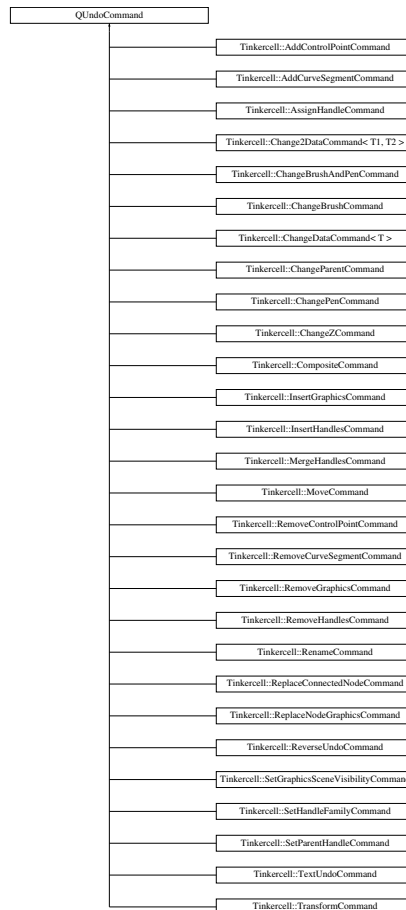 QUndoCommand
Tinkercell::AddControlPointCommand
Tinkercell::AddCurveSegmentCommand
Tinkercell::AssignHandleCommand
Tinkercell::Change2DataCommand< T1, T2 >
Tinkercell::ChangeBrushAndPenCommand
Tinkercell::ChangeBrushCommand
Tinkercell::ChangeDataCommand< T >
Tinkercell::ChangeParentCommand
Tinkercell::ChangePenCommand
Tinkercell::ChangeZCommand
Tinkercell::CompositeCommand
Tinkercell::InsertGraphicsCommand
Tinkercell::InsertHandlesCommand
Tinkercell::MergeHandlesCommand
Tinkercell::MoveCommand
Tinkercell::RemoveControlPointCommand
Tinkercell::RemoveCurveSegmentCommand
Tinkercell::RemoveGraphicsCommand
Tinkercell::RemoveHandlesCommand
Tinkercell::RenameCommand
Tinkercell::ReplaceConnectedNodeCommand
Tinkercell::ReplaceNodeGraphicsCommand
Tinkercell::ReverseUndoCommand
Tinkercell::SetGraphicsSceneVisibilityCommand
Tinkercell::SetHandleFamilyCommand
Tinkercell::SetParentHandleCommand
Tinkercell::TextUndoCommand
Tinkercell::TransformCommand